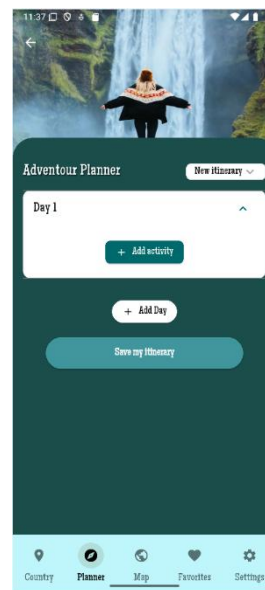 11:37
Adventour Planner
New itinerary
Day 1
+ Add activity
+ Add Day
Save my itinerary
Country Planner Map Favorites Settings